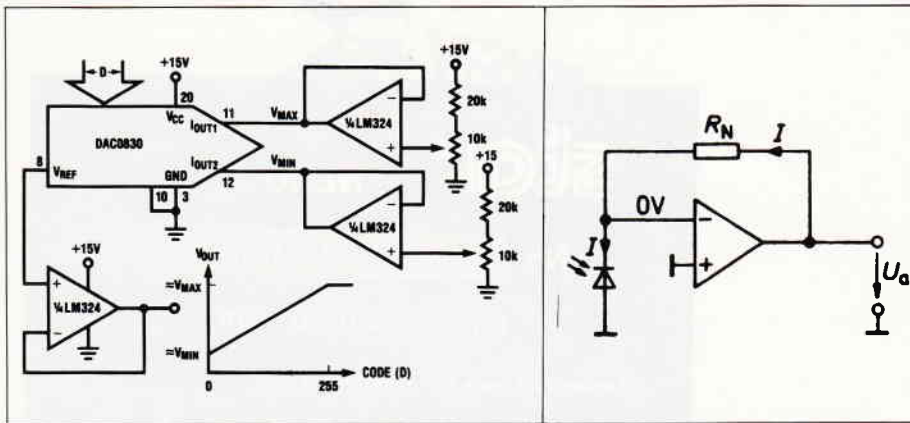 D
+15V
20
VCC
11
IOUT1
VMAX
DAC0830
8
VREF
IOUT2
12
VMIN
GND
10
3
-
¼LM324
+
+15V
20k
10k
-
¼LM324
+
+15
20k
10k
+15V
+
¼LM324
-
VOUT
≈VMAX
≈VMIN
0
255
CODE (D)
RN
I
0V
I
-
+
Ua